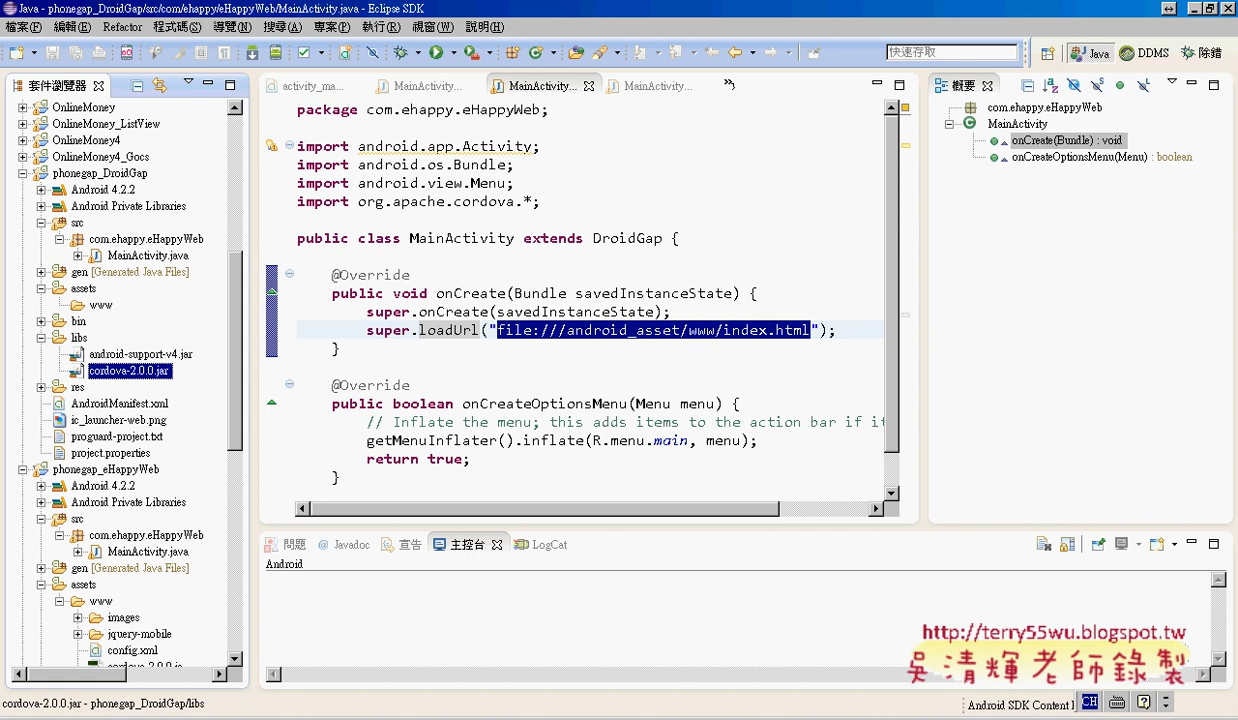 Java - phonegap_DroidGap/src/com/ehappy/eHappyWeb/MainActivity.java - Eclipse SDK
檔案(F) 編輯(E) Refactor 程式碼(S) 導覽(N) 搜尋(A) 專案(P) 執行(R) 視窗(W) 說明(H)
快速存取 Java DDMS 除錯
套件瀏覽器
OnlineMoney
OnlineMoney_ListView
OnlineMoney4
OnlineMoney4_Gocs
phonegap_DroidGap
Android 4.2.2
Android Private Libraries
src
com.ehappy.eHappyWeb
MainActivity.java
gen [Generated Java Files]
assets
www
bin
libs
android-support-v4.jar
cordova-2.0.0.jar
res
AndroidManifest.xml
ic_launcher-web.png
proguard-project.txt
project.properties
phonegap_eHappyWeb
Android 4.2.2
Android Private Libraries
src
com.ehappy.eHappyWeb
MainActivity.java
gen [Generated Java Files]
assets
www
images
jquery-mobile
config.xml
cordova-2.0.0.js
activity_ma... MainActivity.... MainActivity.... MainActivity....
package com.ehappy.eHappyWeb;
import android.app.Activity;
import android.os.Bundle;
import android.view.Menu;
import org.apache.cordova.*;
public class MainActivity extends DroidGap {
@Override
public void onCreate(Bundle savedInstanceState) {
super.onCreate(savedInstanceState);
super.loadUrl("file:///android_asset/www/index.html");
}
@Override
public boolean onCreateOptionsMenu(Menu menu) {
// Inflate the menu; this adds items to the action bar if it
getMenuInflater().inflate(R.menu.main, menu);
return true;
}
概要
com.ehappy.eHappyWeb
MainActivity
onCreate(Bundle) : void
onCreateOptionsMenu(Menu) : boolean
問題 @ Javadoc 宣告 主控台 LogCat
Android
http://terry55wu.blogspot.tw
吳清輝老師錄製
cordova-2.0.0.jar - phonegap_DroidGap/libs
Android SDK Content l
CH